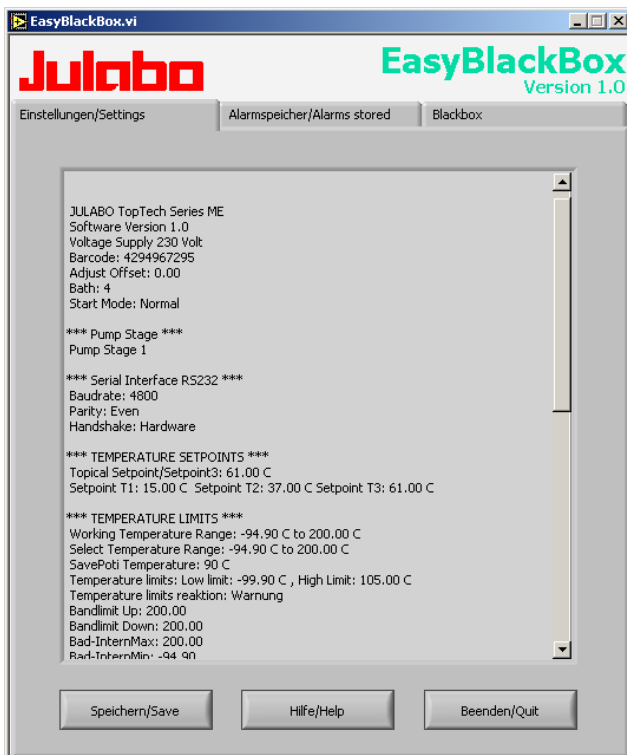 EasyBlackBox.vi
Julabo
EasyBlackBox
Version 1.0
Einstellungen/Settings
Alarmspeicher/Alarms stored
Blackbox
JULABO TopTech Series ME
Software Version 1.0
Voltage Supply 230 Volt
Barcode: 4294967295
Adjust Offset: 0.00
Bath: 4
Start Mode: Normal
*** Pump Stage ***
Pump Stage 1
*** Serial Interface RS232 ***
Baudrate: 4800
Parity: Even
Handshake: Hardware
*** TEMPERATURE SETPOINTS ***
Topical Setpoint/Setpoint3: 61.00 C
Setpoint T1: 15.00 C  Setpoint T2: 37.00 C Setpoint T3: 61.00 C
*** TEMPERATURE LIMITS ***
Working Temperature Range: -94.90 C to 200.00 C
Select Temperature Range: -94.90 C to 200.00 C
SavePoti Temperature: 90 C
Temperature limits: Low limit: -99.90 C , High Limit: 105.00 C
Temperature limits reaktion: Warnung
Bandlimit Up: 200.00
Bandlimit Down: 200.00
Bad-InternMax: 200.00
Bad-InternMin: -94.90
Speichern/Save
Hilfe/Help
Beenden/Quit